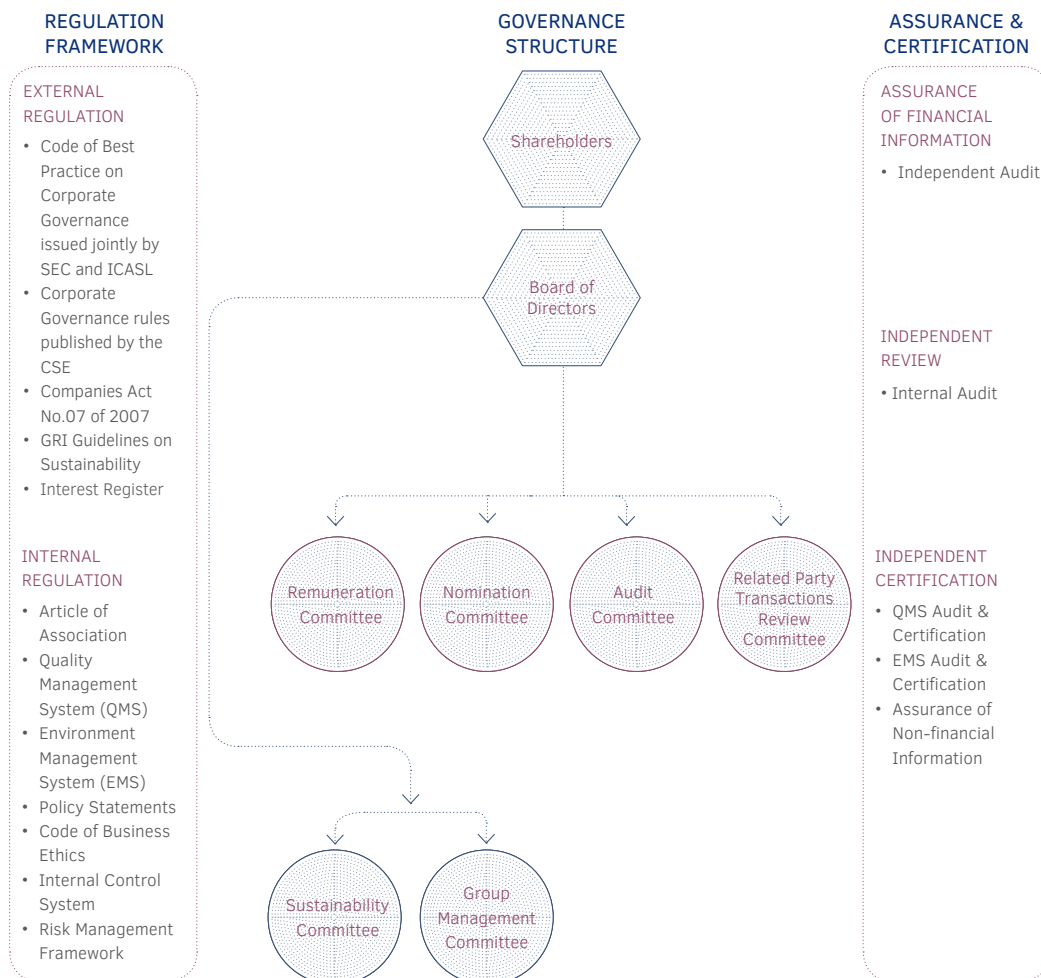 REGULATION
FRAMEWORK
EXTERNAL
REGULATION
• Code of Best
Practice on
Corporate
Governance
issued jointly by
SEC and ICASL
• Corporate
Governance rules
published by the
CSE
• Companies Act
No.07 of 2007
• GRI Guidelines on
Sustainability
• Interest Register
INTERNAL
REGULATION
• Article of
Association
• Quality
Management
System (QMS)
• Environment
Management
System (EMS)
• Policy Statements
• Code of Business
Ethics
• Internal Control
System
• Risk Management
Framework
GOVERNANCE
STRUCTURE
Shareholders
Board of
Directors
Remuneration
Committee
Nomination
Committee
Audit
Committee
Related Party
Transactions
Review
Committee
Sustainability
Committee
Group
Management
Committee
ASSURANCE &
CERTIFICATION
ASSURANCE
OF FINANCIAL
INFORMATION
• Independent Audit
INDEPENDENT
REVIEW
• Internal Audit
INDEPENDENT
CERTIFICATION
• QMS Audit &
Certification
• EMS Audit &
Certification
• Assurance of
Non-financial
Information